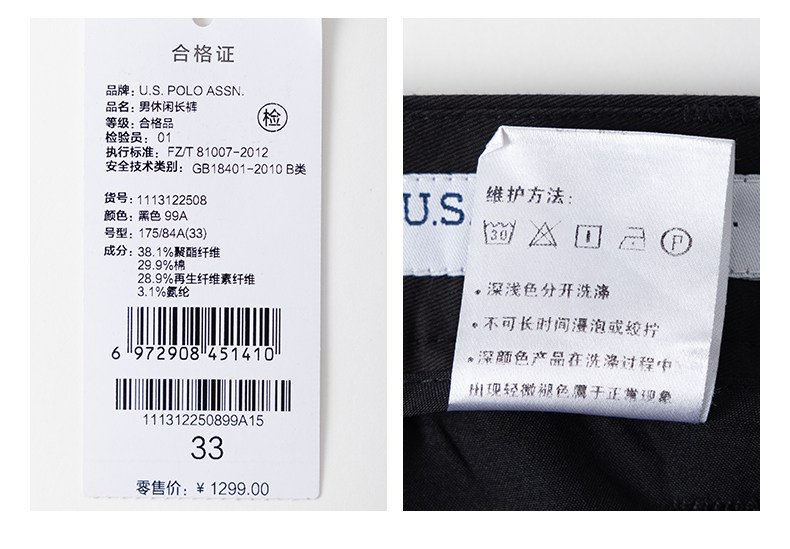 合格证
品牌: U.S. POLO ASSN.
品名: 男休闲长裤
等级: 合格品
检验员: 01
检
执行标准: FZ/T 81007-2012
安全技术类别: GB18401-2010 B类
货号: 1113122508
颜色: 黑色 99A
号型: 175/84A(33)
成分: 38.1%聚酯纤维
29.9%棉
28.9%再生纤维素纤维
3.1%氨纶
6 972908 451410
111312250899A15
33
零售价: ¥ 1299.00
U.S.
维护方法:
30
P
·深浅色分开洗涤
·不可长时间浸泡或绞拧
·深颜色产品在洗涤过程中
出现轻微褪色属于正常现象